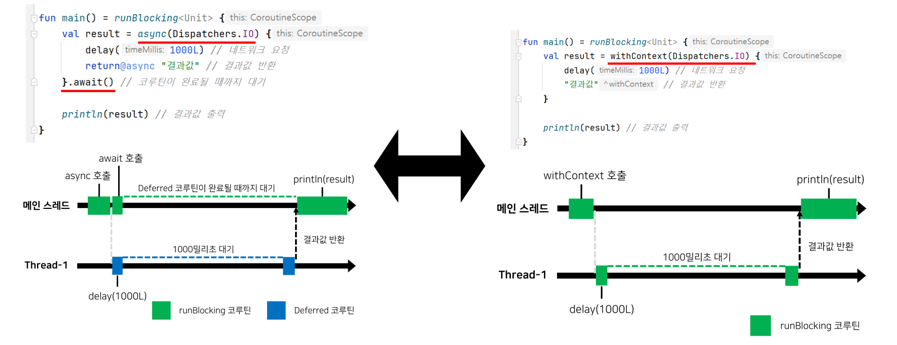 fun main() = runBlocking<Unit> { this: CoroutineScope
val result = async(Dispatchers.IO) { this: CoroutineScope
delay( timeMillis: 1000L) // 네트워크 요청
return@async "결과값" // 결과값 반환
}.await() // 코루틴이 완료될 때까지 대기
println(result) // 결과값 출력
}
async 호출
await 호출
Deferred 코루틴이 완료될 때까지 대기
println(result)
메인 스레드
결과값 반환
1000밀리초 대기
Thread-1
delay(1000L)
runBlocking 코루틴
Deferred 코루틴
fun main() = runBlocking<Unit> { this: CoroutineScope
val result = withContext(Dispatchers.IO) { this: CoroutineScope
delay( timeMillis: 1000L) // 네트워크 요청
"결과값" ^withContext // 결과값 반환
}
println(result) // 결과값 출력
}
withContext 호출
println(result)
메인 스레드
결과값 반환
1000밀리초 대기
Thread-1
delay(1000L)
runBlocking 코루틴